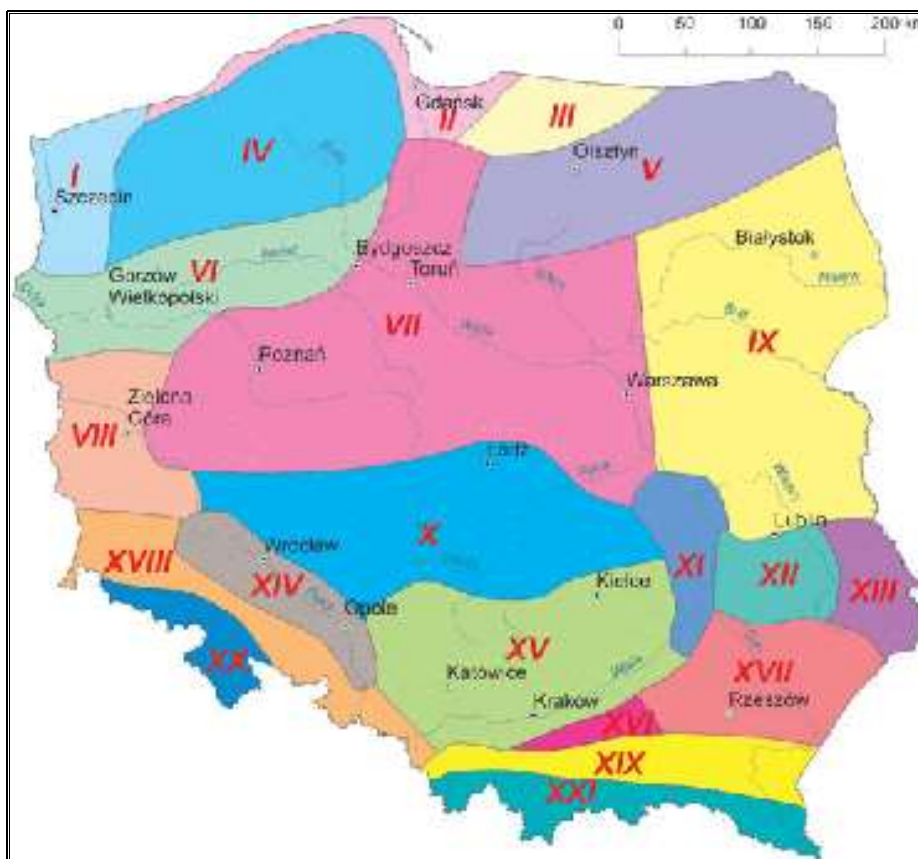 0 50 100 150 200 km
Gdańsk
II
III
IV
Olsztyn
V
I
Szczecin
Białystok
Bydgoszcz
Toruń
VI
Gorzów
Wielkopolski
VII
IX
Poznań
Warszawa
Zielona
Góra
VIII
Łódź
Lublin
X
XVIII
Wrocław
XIV
XI
XII
XIII
Kielce
Opole
XV
XX
Katowice
XVII
Kraków
Rzeszów
XVI
XIX
XXI